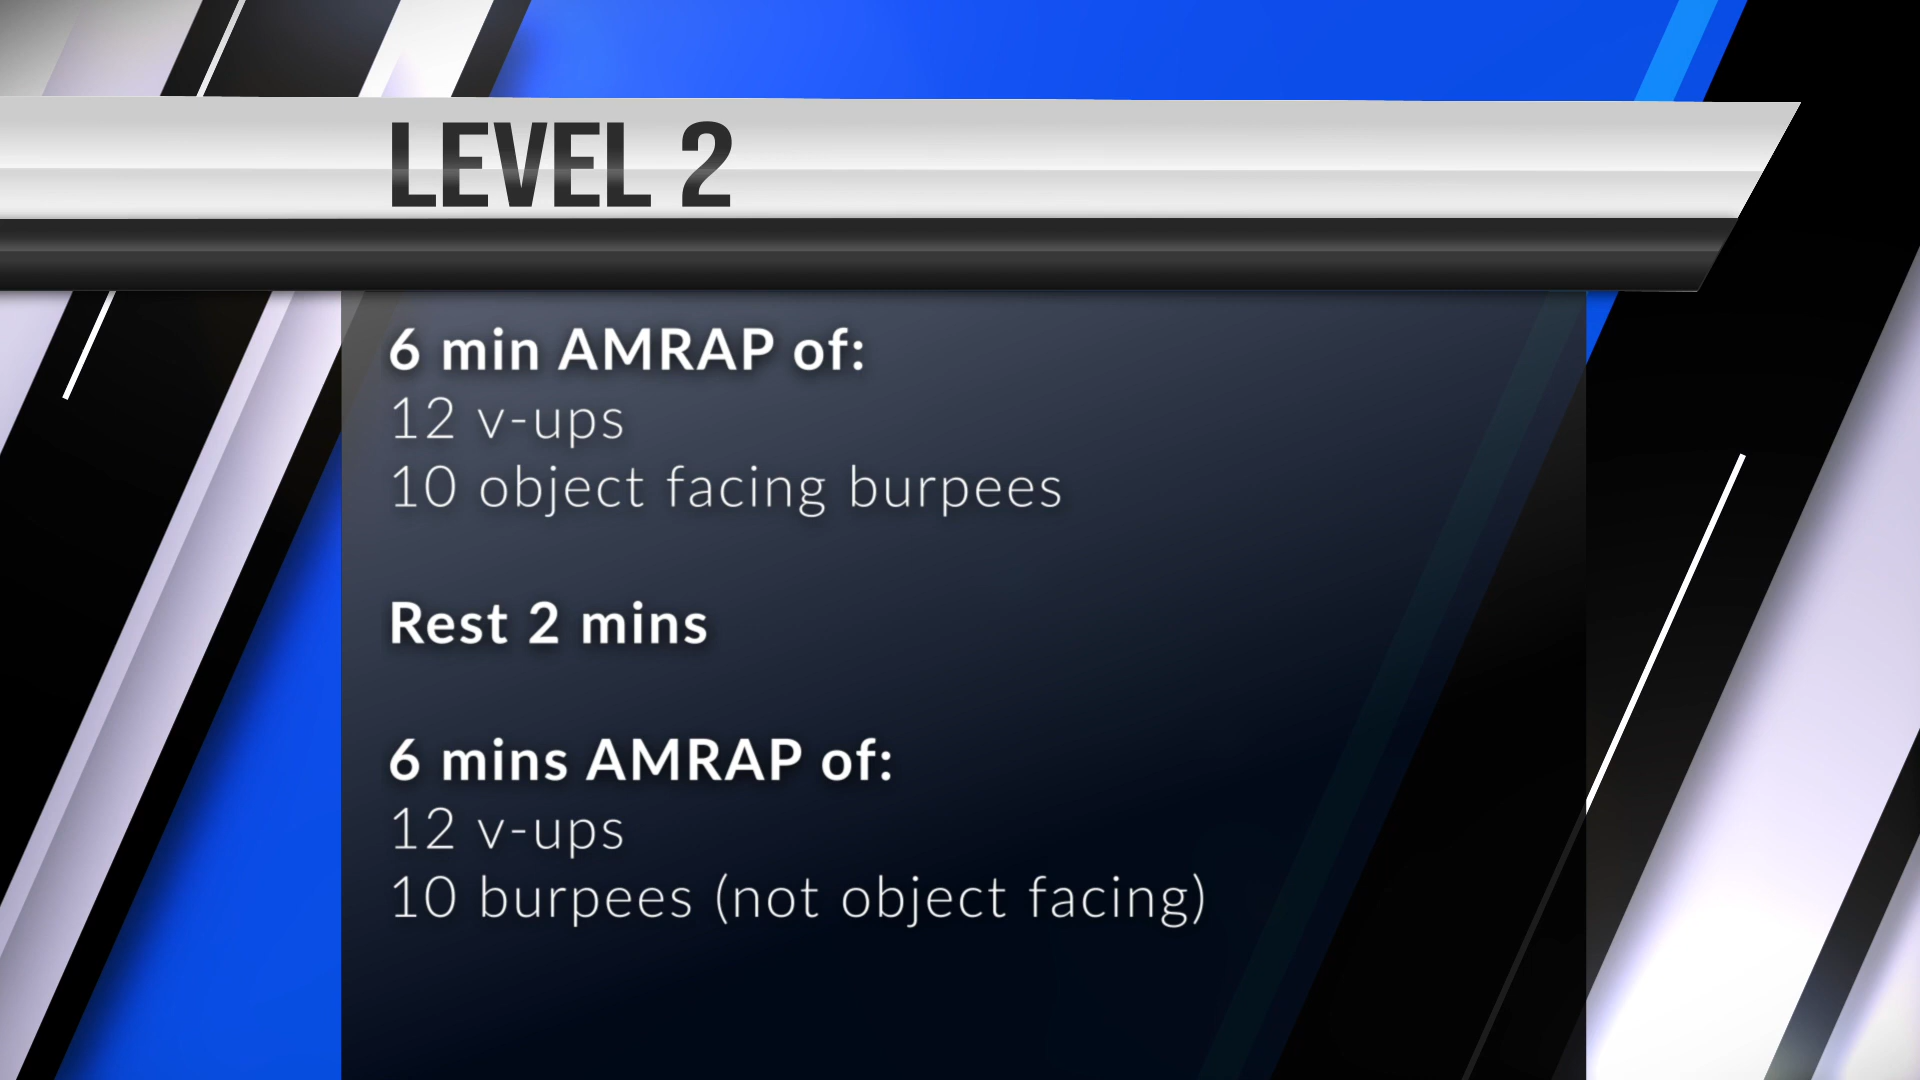 LEVEL 2
6 min AMRAP of:
12 v-ups
10 object facing burpees
Rest 2 mins
6 mins AMRAP of:
12 v-ups
10 burpees (not object facing)